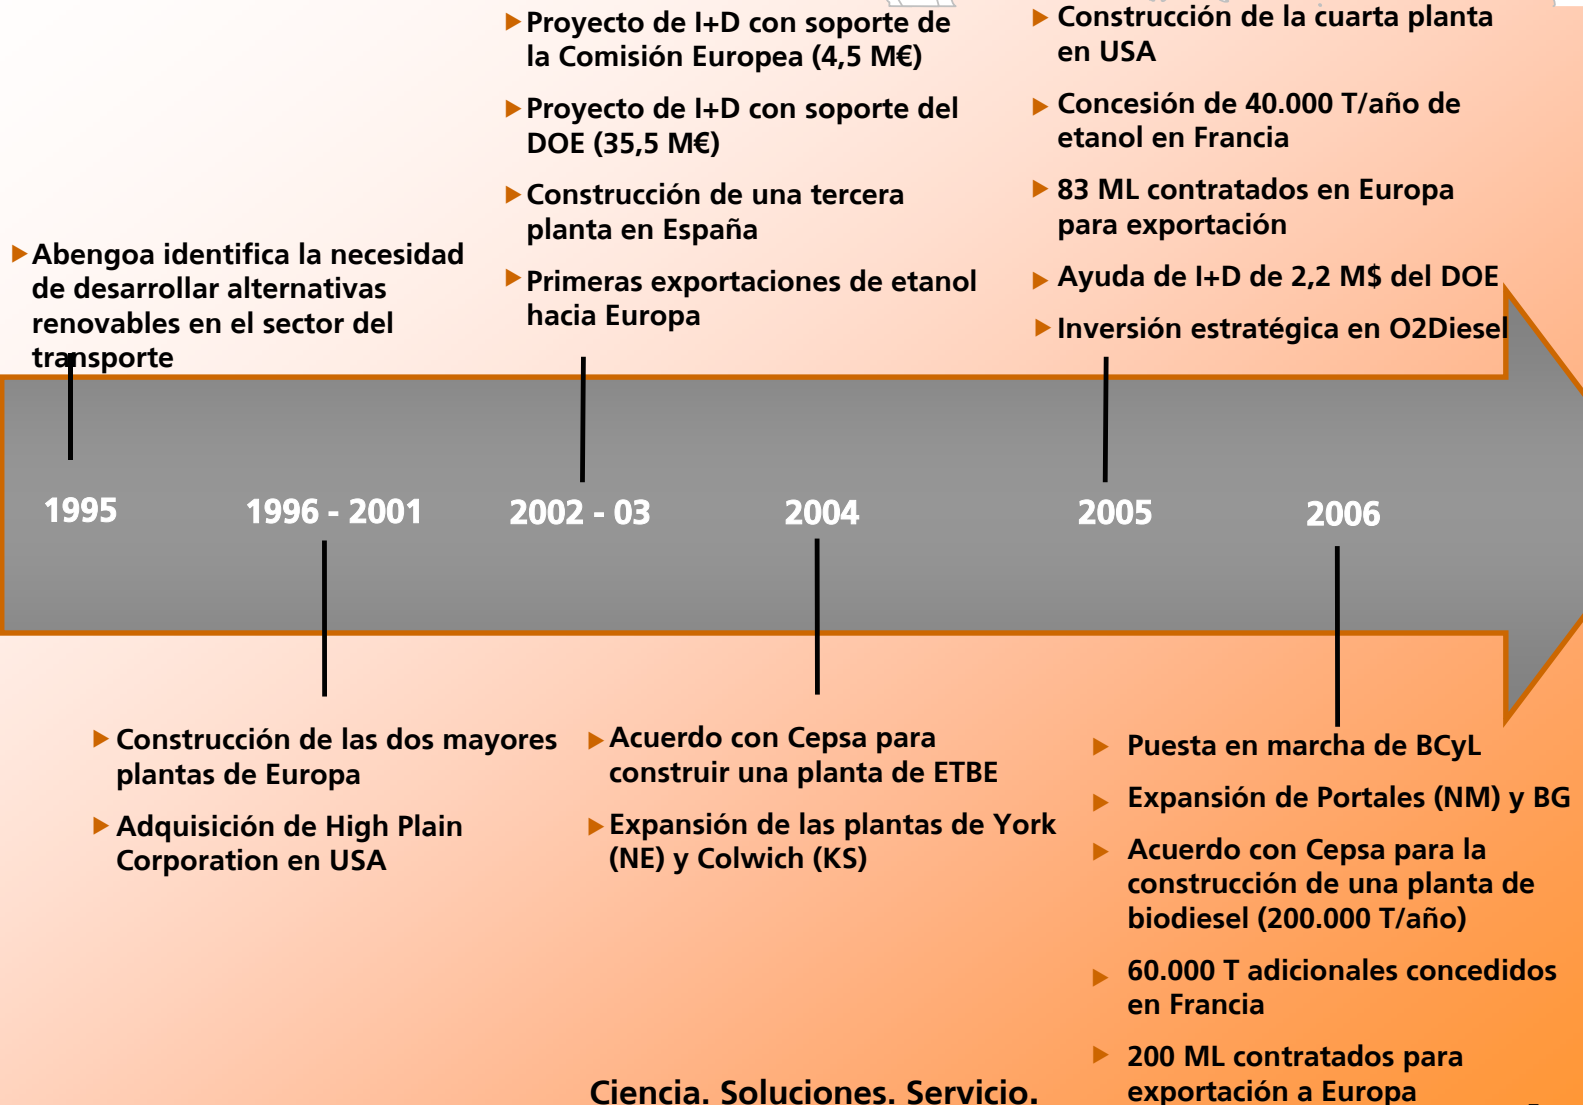 Proyecto de I+D con soporte de
la Comisión Europea (4,5 M€)
Proyecto de I+D con soporte del
DOE (35,5 M€)
Construcción de una tercera
planta en España
Primeras exportaciones de etanol
hacia Europa
Construcción de la cuarta planta
en USA
Concesión de 40.000 T/año de
etanol en Francia
83 ML contratados en Europa
para exportación
Ayuda de I+D de 2,2 M$ del DOE
Inversión estratégica en O2Diesel
Abengoa identifica la necesidad
de desarrollar alternativas
renovables en el sector del
transporte
1995
1996 - 2001
2002 - 03
2004
2005
2006
Construcción de las dos mayores
plantas de Europa
Adquisición de High Plain
Corporation en USA
Acuerdo con Cepsa para
construir una planta de ETBE
Expansión de las plantas de York
(NE) y Colwich (KS)
Puesta en marcha de BCyL
Expansión de Portales (NM) y BG
Acuerdo con Cepsa para la
construcción de una planta de
biodiesel (200.000 T/año)
60.000 T adicionales concedidos
en Francia
200 ML contratados para
exportación a Europa
Ciencia. Soluciones. Servicio.